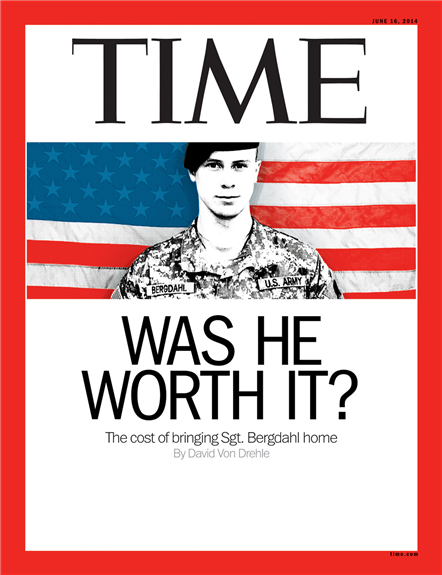 JUNE 16, 2014
TIME
BERGDAHL
U.S. ARMY
WAS HE
WORTH IT?
The cost of bringing Sgt. Bergdahl home
By David Von Drehle
time.com